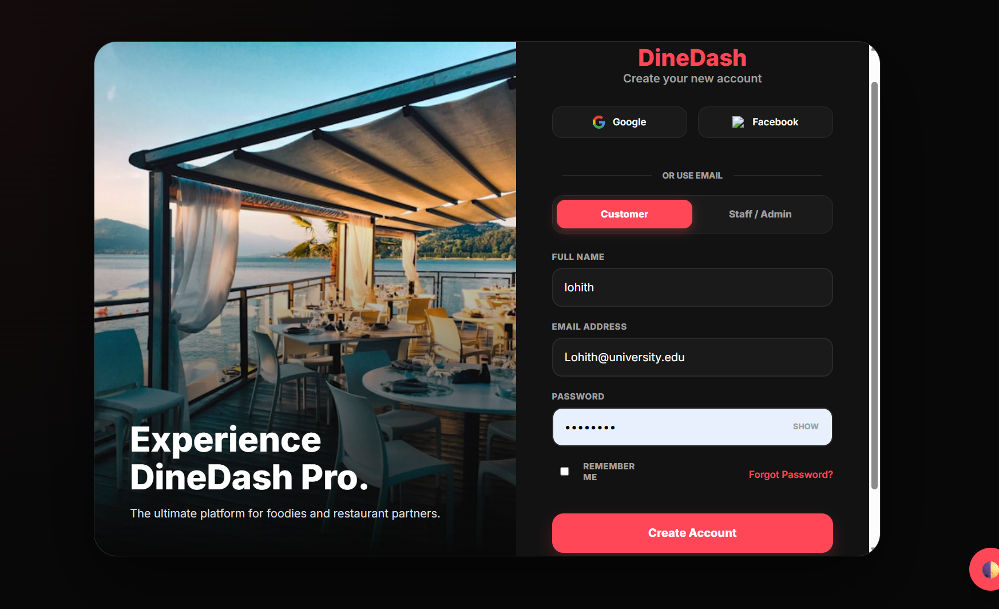 DineDash
Create your new account
Google
Facebook
OR USE EMAIL
Customer
Staff / Admin
FULL NAME
lohith
EMAIL ADDRESS
Lohith@university.edu
PASSWORD
••••••••
SHOW
REMEMBER
ME
Forgot Password?
Create Account
Experience
DineDash Pro.
The ultimate platform for foodies and restaurant partners.